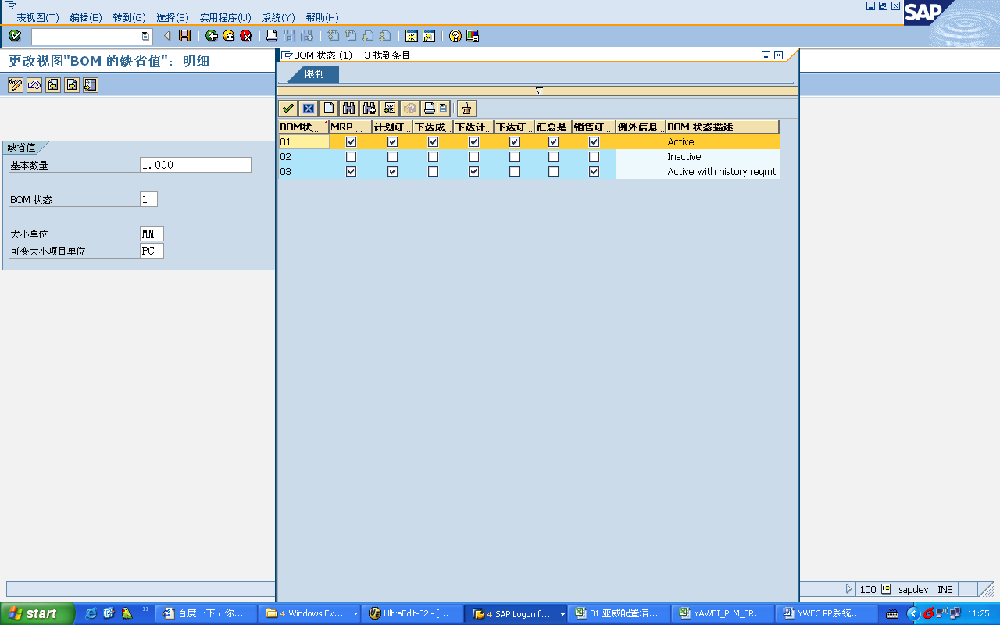 表视图(T) 编辑(E) 转到(G) 选择(S) 实用程序(U) 系统(Y) 帮助(H)
SAP
更改视图"BOM 的缺省值": 明细
缺省值
基本数量 1.000
BOM 状态 1
大小单位 MM
可变大小项目单位 PC
BOM 状态 (1) 3 找到条目
限制
BOM状... MRP ... 计划订... 下达成... 下达计... 下达订... 汇总是 销售订... 例外信息... BOM 状态描述
01 Active
02 Inactive
03 Active with history reqmt
100 sapdev INS
start 百度一下，你... 4 Windows Ex... UltraEdit-32 - [... 4 SAP Logon f... 01 亚威配置清... YAWEI_PLM_ER... YWEC PP系统... 11:25